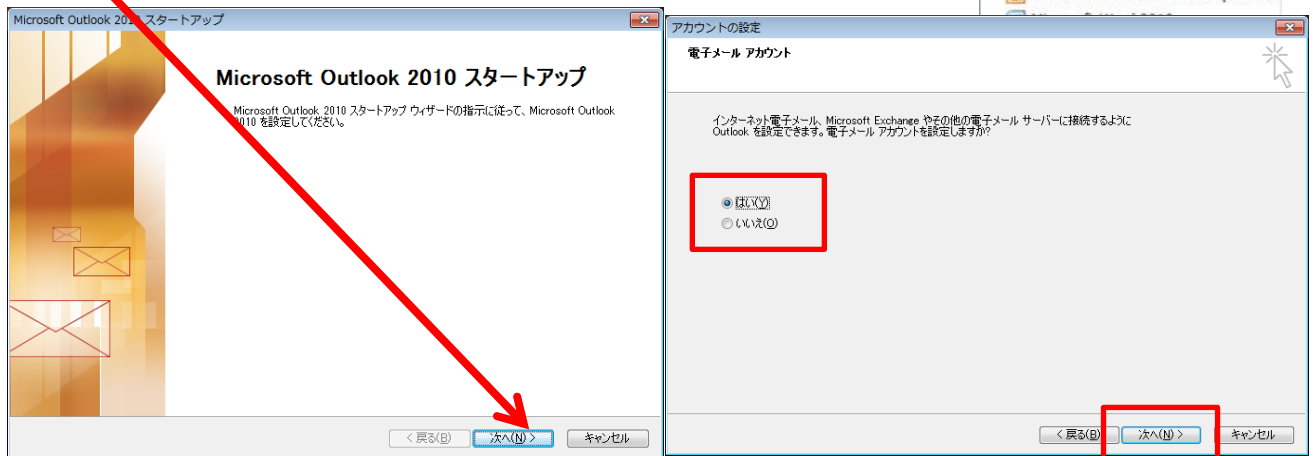 Microsoft Outlook 2010 スタートアップ
Microsoft Outlook 2010 スタートアップ
Microsoft Outlook 2010 スタートアップ ウィザードの指示に従って、Microsoft Outlook
2010 を設定してください。
< 戻る(B)
次へ(N) >
キャンセル
アカウントの設定
電子メール アカウント
インターネット電子メール、Microsoft Exchange やその他の電子メール サーバーに接続するように
Outlook を設定できます。電子メール アカウントを設定しますか?
はい(Y)
いいえ(O)
< 戻る(B)
次へ(N) >
キャンセル